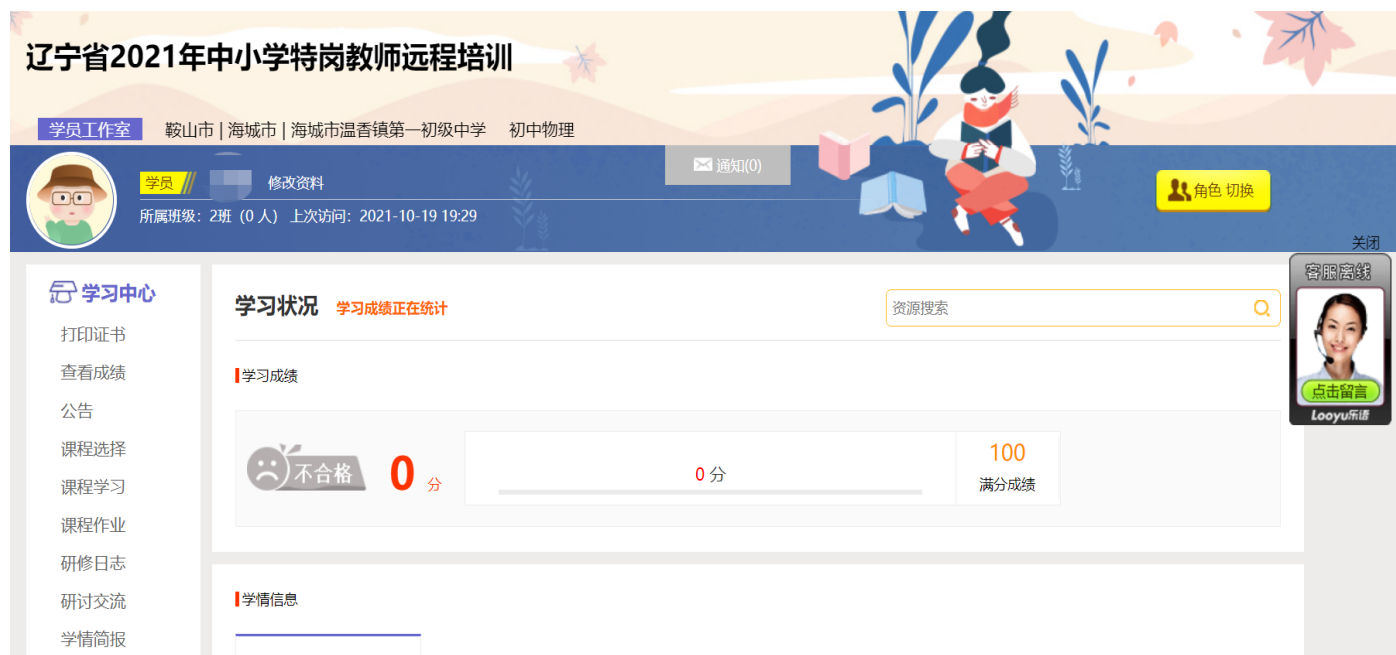 辽宁省2021年中小学特岗教师远程培训
学员工作室 鞍山市 | 海城市 | 海城市温香镇第一初级中学 初中物理
通知(0)
学员 修改资料
角色 切换
所属班级：2班（0 人） 上次访问：2021-10-19 19:29
关闭
客服离线
点击留言
Looyu乐语
学习中心
打印证书
查看成绩
公告
课程选择
课程学习
课程作业
研修日志
研讨交流
学情简报
学习状况 学习成绩正在统计
资源搜索
学习成绩
不合格 0 分
0 分
100
满分成绩
学情信息